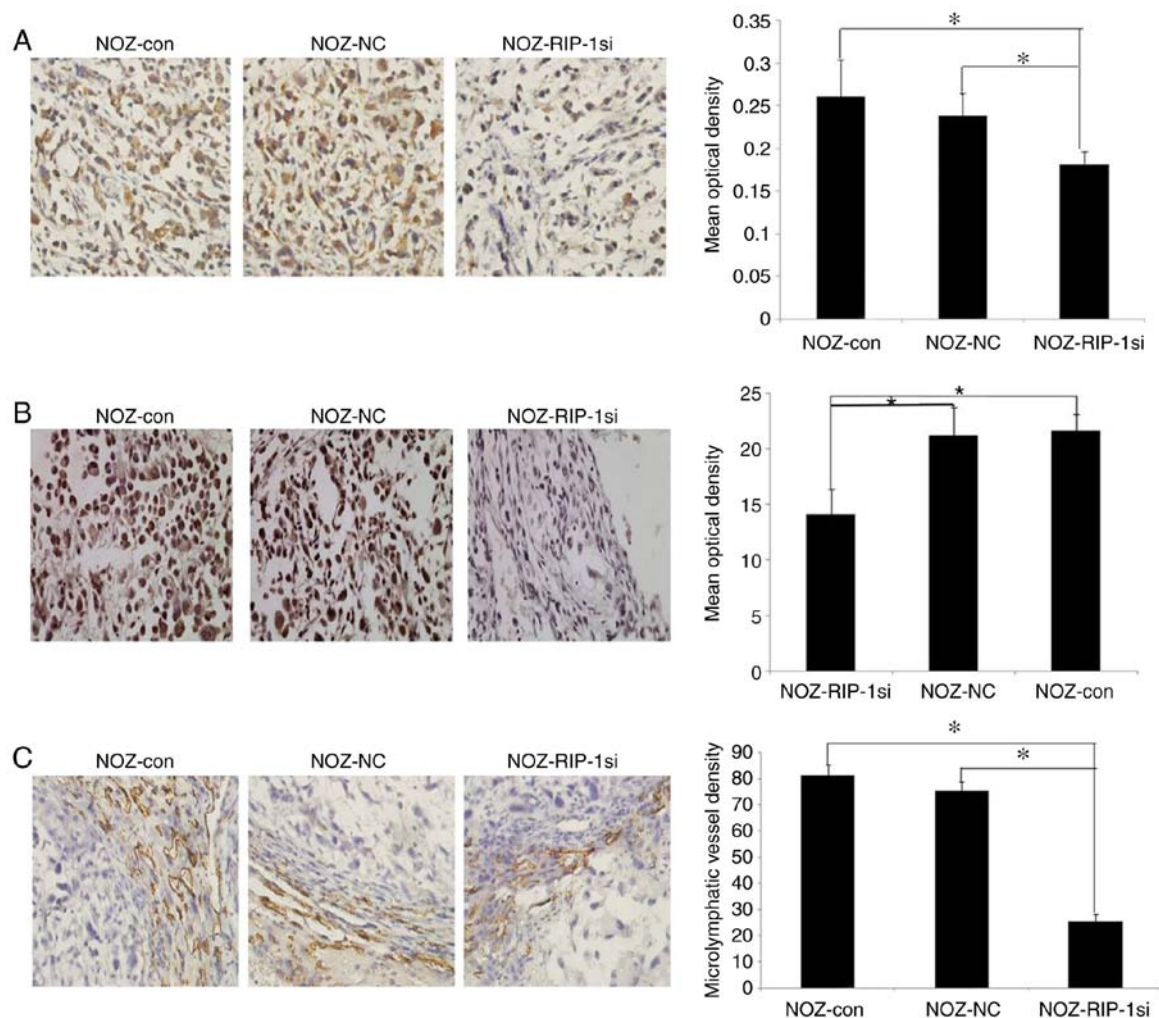 A
NOZ-con NOZ-NC NOZ-RIP-1si
Mean optical density
0.35
0.3
0.25
0.2
0.15
0.1
0.05
0
* *
NOZ-con NOZ-NC NOZ-RIP-1si
B
NOZ-con NOZ-NC NOZ-RIP-1si
Mean optical density
25
20
15
10
5
0
* *
NOZ-RIP-1si NOZ-NC NOZ-con
C
NOZ-con NOZ-NC NOZ-RIP-1si
Microlymphatic vessel density
90
80
70
60
50
40
30
20
10
0
* *
NOZ-con NOZ-NC NOZ-RIP-1si